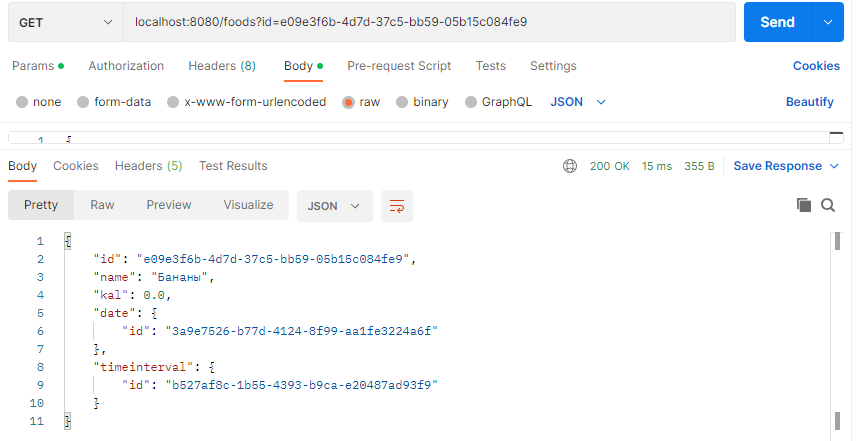 GET localhost:8080/foods?id=e09e3f6b-4d7d-37c5-bb59-05b15c084fe9 Send
Params Authorization Headers (8) Body Pre-request Script Tests Settings Cookies
none form-data x-www-form-urlencoded raw binary GraphQL JSON Beautify
1 {
Body Cookies Headers (5) Test Results 200 OK 15 ms 355 B Save Response
Pretty Raw Preview Visualize JSON
1 {
2 "id": "e09e3f6b-4d7d-37c5-bb59-05b15c084fe9",
3 "name": "Бананы",
4 "kal": 0.0,
5 "date": {
6 "id": "3a9e7526-b77d-4124-8f99-aa1fe3224a6f"
7 },
8 "timeinterval": {
9 "id": "b527af8c-1b55-4393-b9ca-e20487ad93f9"
10 }
11 }